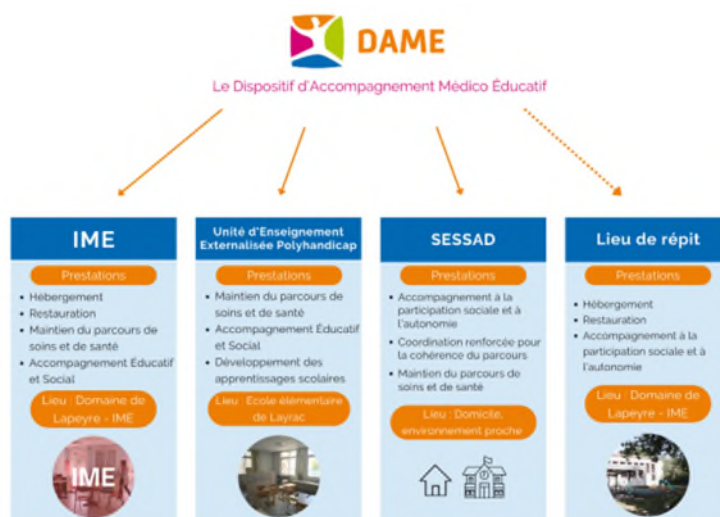 DAME
Le Dispositif d'Accompagnement Médico Éducatif
IME
Prestations
Hébergement
Restauration
Maintien du parcours de
soins et de santé
Accompagnement Éducatif
et Social
Lieu : Domaine de
Lapeyre - IME
IME
Unité d'Enseignement
Externalisée Polyhandicap
Prestations
Maintien du parcours de
soins et de santé
Accompagnement Éducatif
et Social
Développement des
apprentissages scolaires
Lieu : Ecole élémentaire
de Layrac
SESSAD
Prestations
Accompagnement à la
participation sociale et à
l'autonomie
Coordination renforcée pour
la cohérence du parcours
Maintien du parcours de
soins et de santé
Lieu : Domicile,
environnement proche
Lieu de répit
Prestations
Hébergement
Restauration
Accompagnement à la
participation sociale et à
l'autonomie
Lieu : Domaine de
Lapeyre - IME